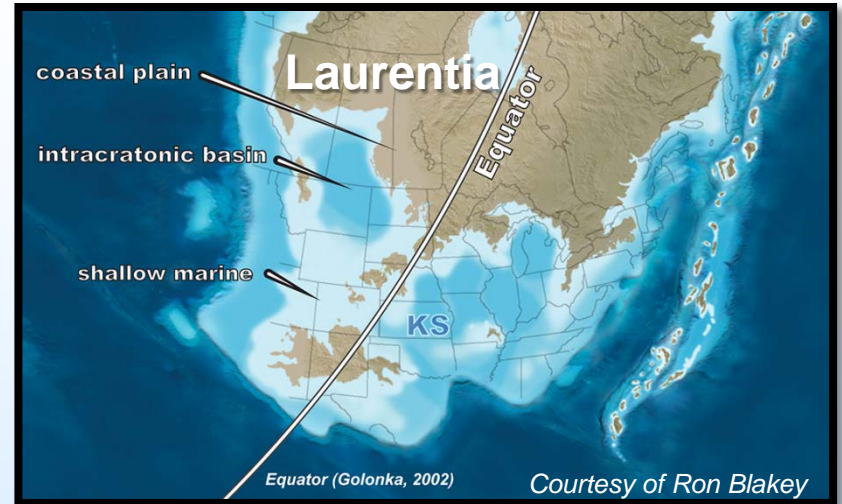 Laurentia
coastal plain
Equator
intracratonic basin
shallow marine
KS
Equator (Golonka, 2002)
Courtesy of Ron Blakey